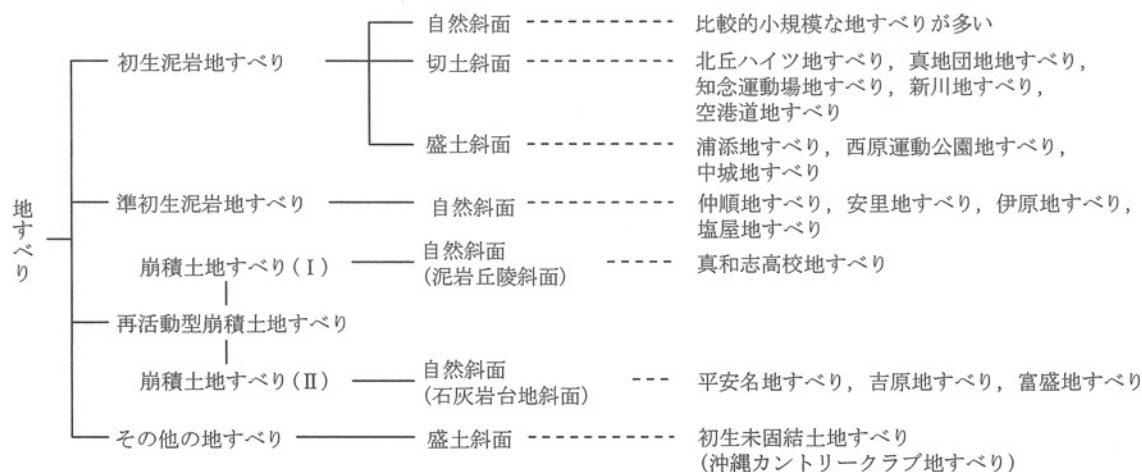 自然斜面 比較的小規模な地すべりが多い
初生泥岩地すべり 切土斜面 北丘ハイツ地すべり，真地団地地すべり，
知念運動場地すべり，新川地すべり，
空港道地すべり
盛土斜面 浦添地すべり，西原運動公園地すべり，
中城地すべり
地すべり
準初生泥岩地すべり 自然斜面 仲順地すべり，安里地すべり，伊原地すべり，
塩屋地すべり
崩積土地すべり(Ⅰ) 自然斜面
(泥岩丘陵斜面) 真和志高校地すべり
再活動型崩積土地すべり
崩積土地すべり(Ⅱ) 自然斜面
(石灰岩台地斜面) 平安名地すべり，吉原地すべり，富盛地すべり
その他の地すべり 盛土斜面 初生未固結土地すべり
(沖縄カントリークラブ地すべり)